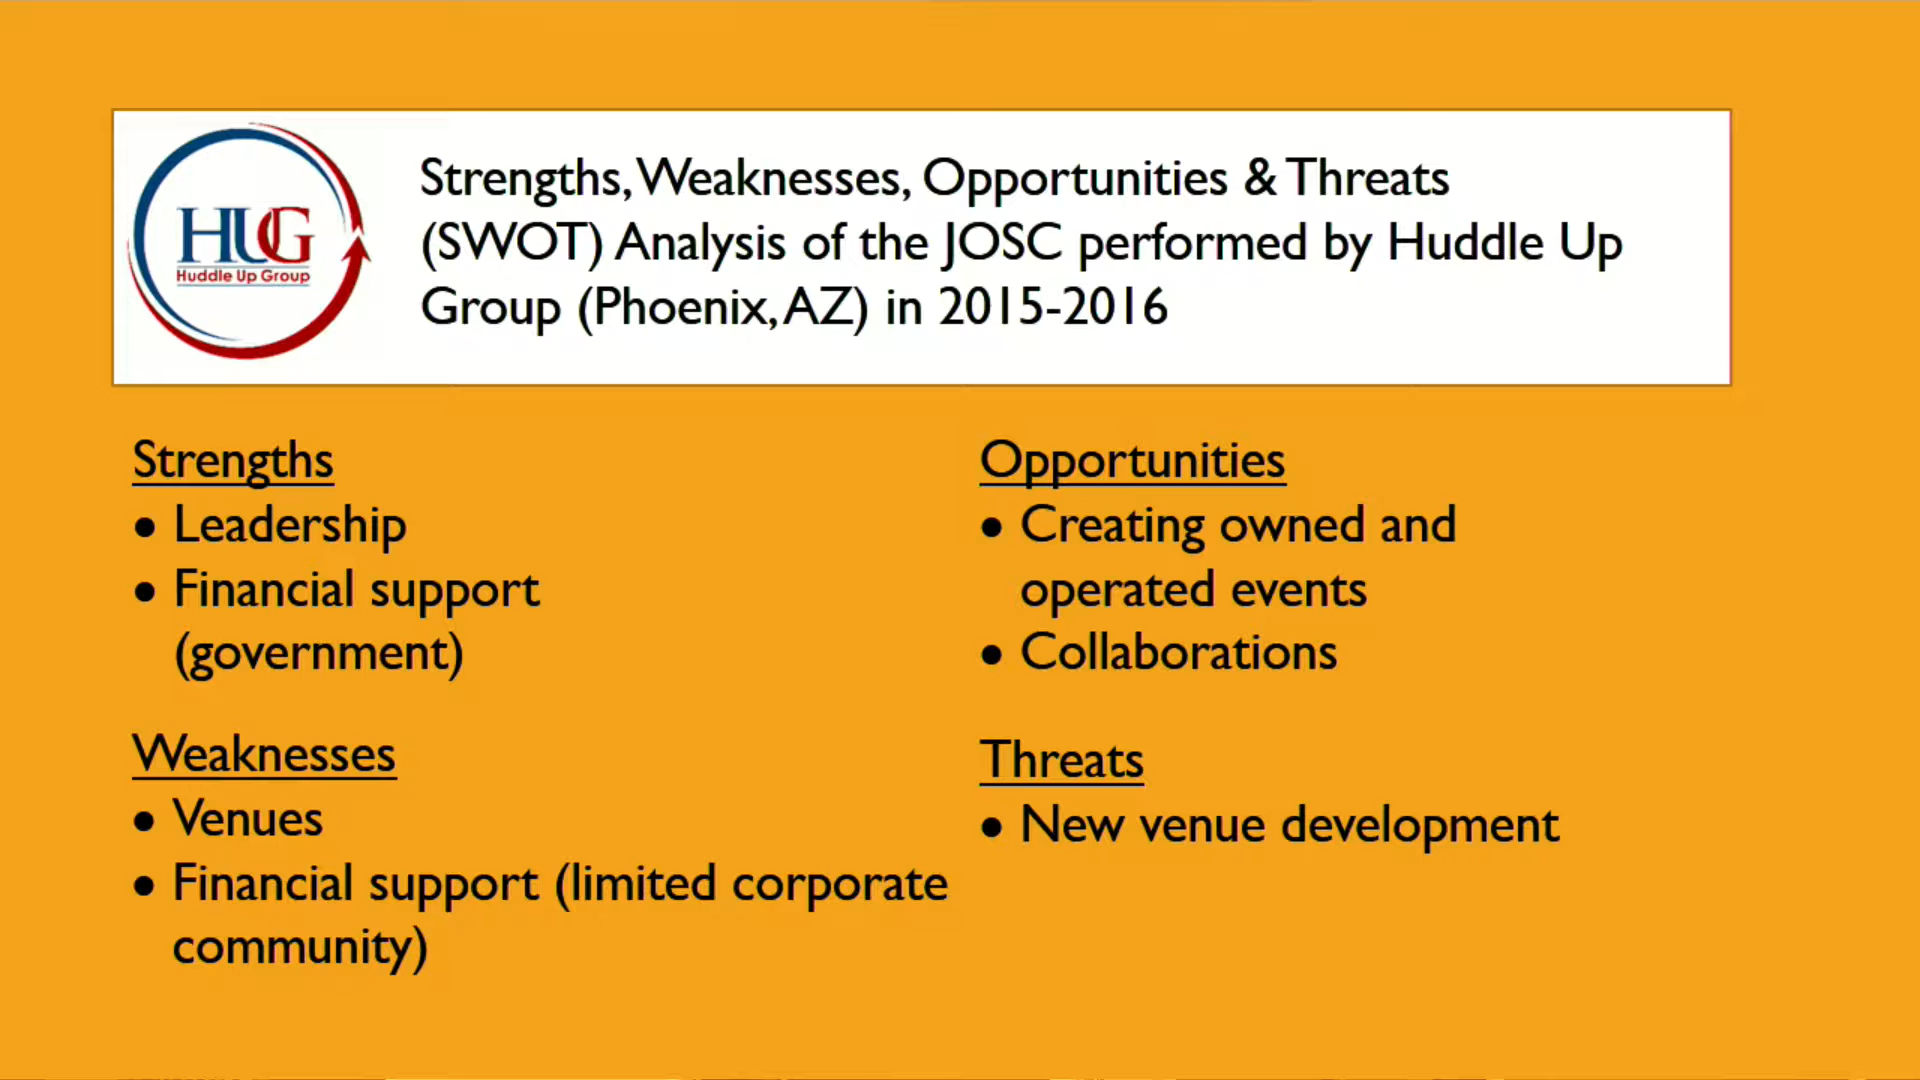 HUG
Huddle Up Group
Strengths, Weaknesses, Opportunities & Threats
(SWOT) Analysis of the JOSC performed by Huddle Up
Group (Phoenix, AZ) in 2015-2016
Strengths
• Leadership
• Financial support
(government)
Weaknesses
• Venues
• Financial support (limited corporate
community)
Opportunities
• Creating owned and
operated events
• Collaborations
Threats
• New venue development